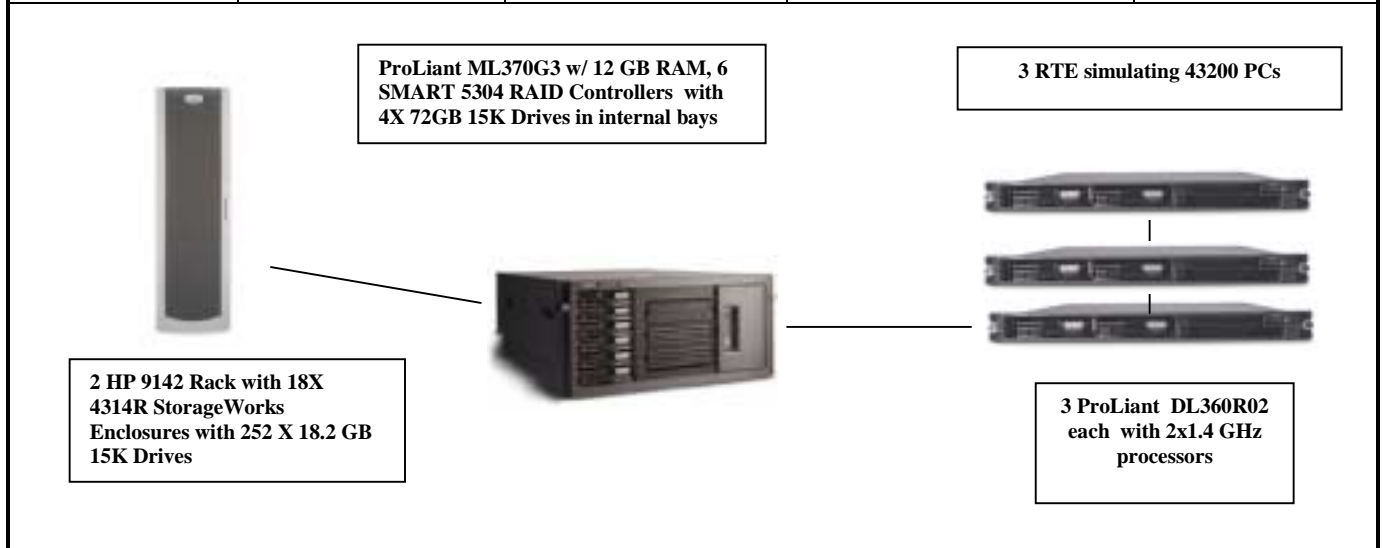 ProLiant ML370G3 w/ 12 GB RAM, 6
SMART 5304 RAID Controllers with
4X 72GB 15K Drives in internal bays
3 RTE simulating 43200 PCs
2 HP 9142 Rack with 18X
4314R StorageWorks
Enclosures with 252 X 18.2 GB
15K Drives
3 ProLiant DL360R02
each with 2x1.4 GHz
processors